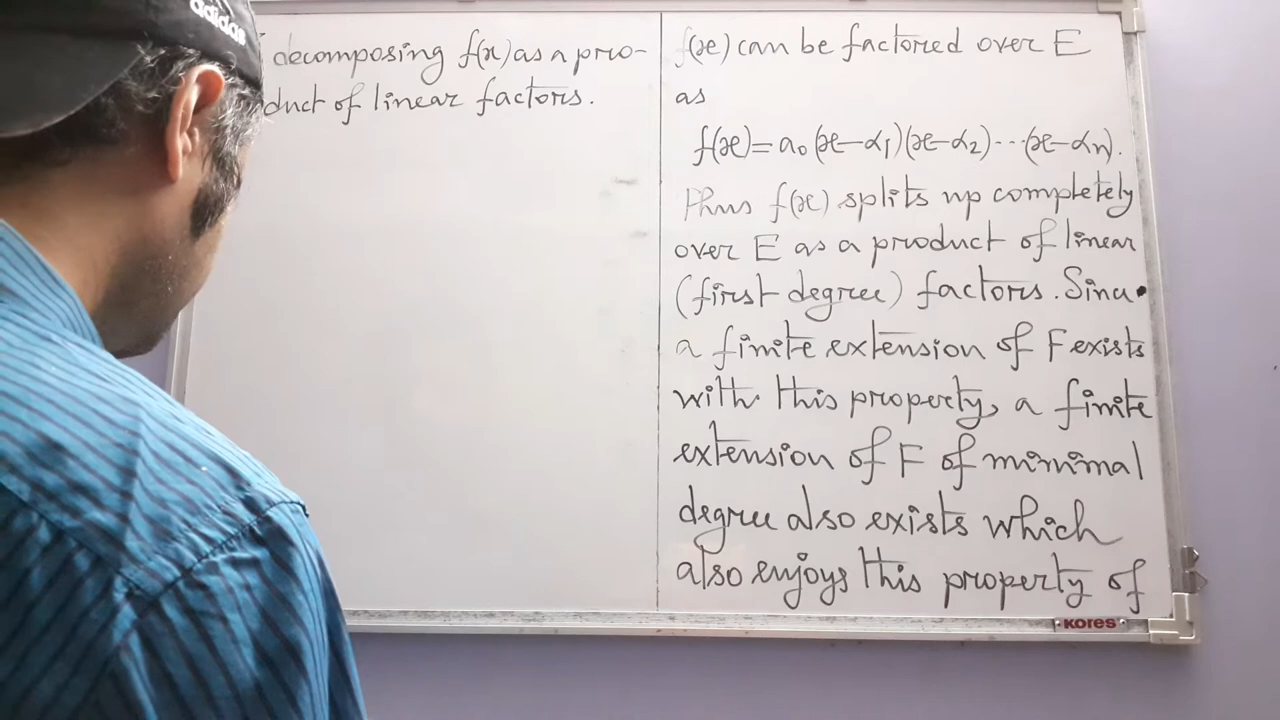 adidas
decomposing f(x) as a pro-
duct of linear factors.
f(x) can be factored over E
as
f(x) = a₀(x-α₁)(x-α₂)···(x-αₙ).
Thus f(x) splits up completely
over E as a product of linear
(first degree) factors. Since
a finite extension of F exists
with this property, a finite
extension of F of minimal
degree also exists which
also enjoys this property of
KORES